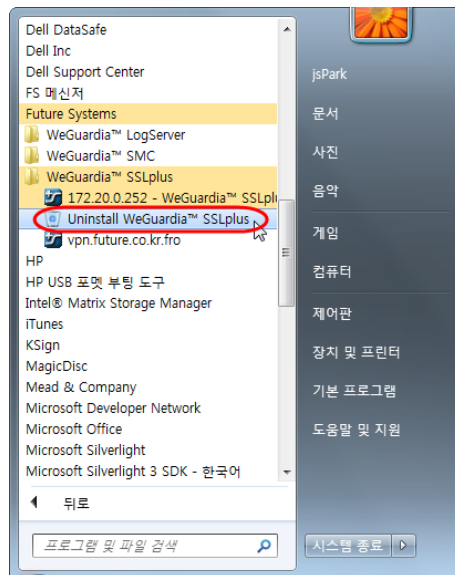 Dell DataSafe
Dell Inc
Dell Support Center
FS 메신저
Future Systems
WeGuardia™ LogServer
WeGuardia™ SMC
WeGuardia™ SSLplus
172.20.0.252 - WeGuardia™ SSLplu
Uninstall WeGuardia™ SSLplus
vpn.future.co.kr.fro
HP
HP USB 포멧 부팅 도구
Intel® Matrix Storage Manager
iTunes
KSign
MagicDisc
Mead & Company
Microsoft Developer Network
Microsoft Office
Microsoft Silverlight
Microsoft Silverlight 3 SDK - 한국어
뒤로
프로그램 및 파일 검색
jsPark
문서
사진
음악
게임
컴퓨터
제어판
장치 및 프린터
기본 프로그램
도움말 및 지원
시스템 종료